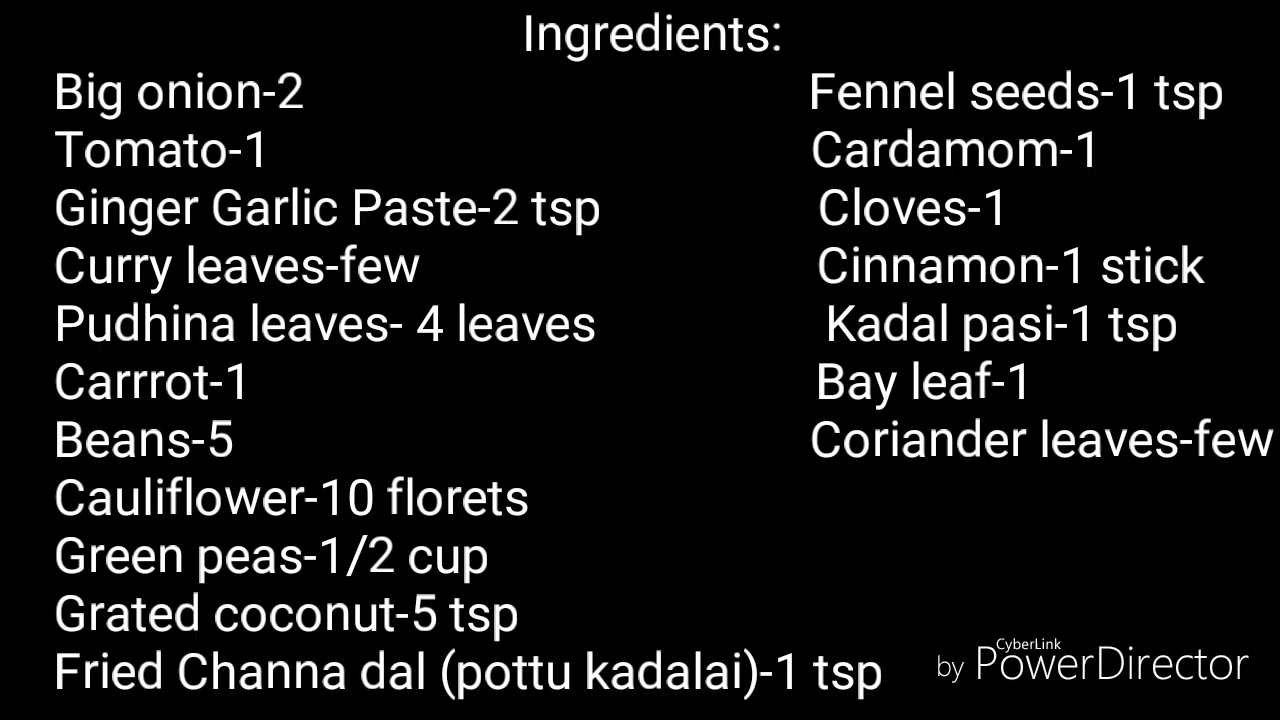 Ingredients:
Big onion-2
Tomato-1
Ginger Garlic Paste-2 tsp
Curry leaves-few
Pudhina leaves- 4 leaves
Carrrot-1
Beans-5
Cauliflower-10 florets
Green peas-1/2 cup
Grated coconut-5 tsp
Fried Channa dal (pottu kadalai)-1 tsp
Fennel seeds-1 tsp
Cardamom-1
Cloves-1
Cinnamon-1 stick
Kadal pasi-1 tsp
Bay leaf-1
Coriander leaves-few
CyberLink
by PowerDirector